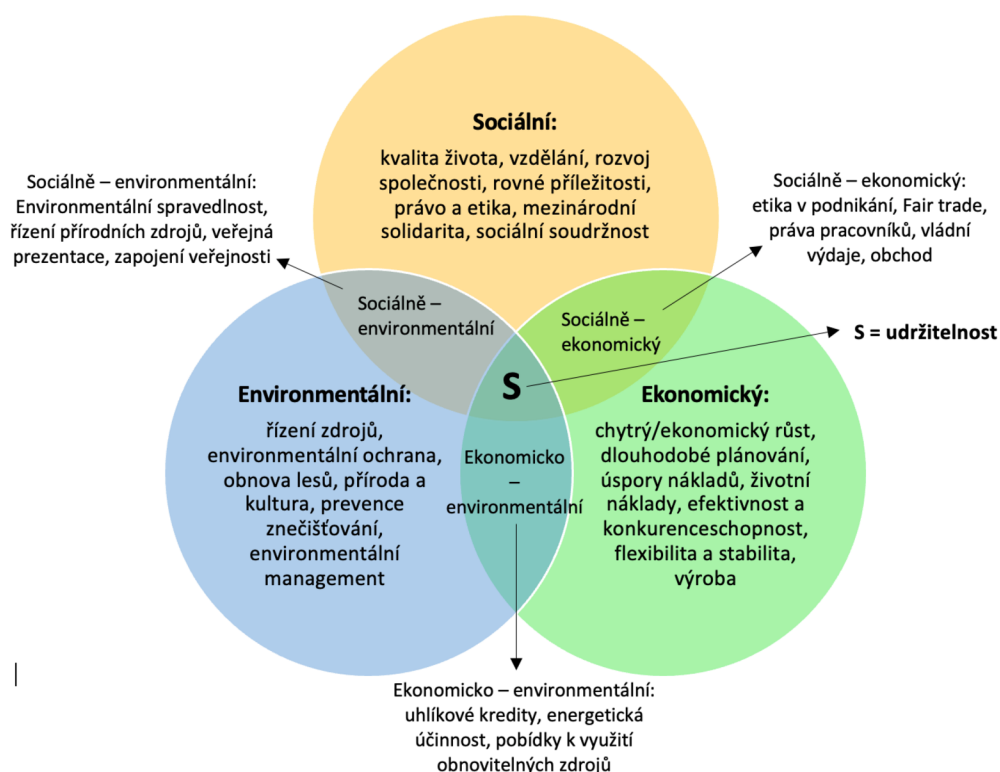 Sociální:
kvalita života, vzdělání, rozvoj
společnosti, rovné příležitosti,
právo a etika, mezinárodní
solidarita, sociální soudržnost
Sociálně – environmentální:
Environmentální spravedlnost,
řízení přírodních zdrojů, veřejná
prezentace, zapojení veřejnosti
Sociálně – ekonomický:
etika v podnikání, Fair trade,
práva pracovníků, vládní
výdaje, obchod
Sociálně –
environmentální
Sociálně –
ekonomický
S = udržitelnost
S
Environmentální:
řízení zdrojů,
environmentální ochrana,
obnova lesů, příroda a
kultura, prevence
znečišťování,
environmentální
management
Ekonomicko
–
environmentální
Ekonomický:
chytrý/ekonomický růst,
dlouhodobé plánování,
úspory nákladů, životní
náklady, efektivnost a
konkurenceschopnost,
flexibilita a stabilita,
výroba
Ekonomicko – environmentální:
uhlíkové kredity, energetická
účinnost, pobídky k využití
obnovitelných zdrojů